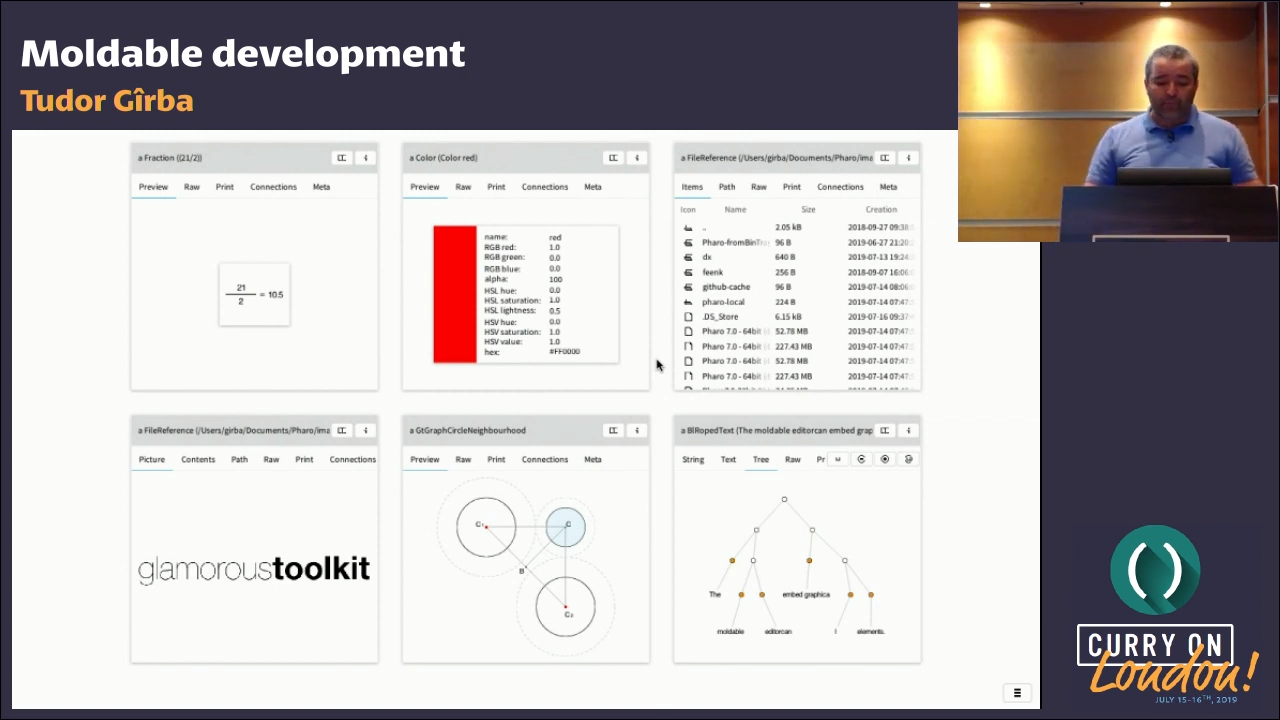 Moldable development
Tudor Gîrba
a Fraction ((21/2))
Preview Raw Print Connections Meta
21
2
= 10.5
a Color (Color red)
Preview Raw Print Connections Meta
name: red
RGB red: 1.0
RGB green: 0.0
RGB blue: 0.0
alpha: 100
HSL hue: 0.0
HSL saturation: 1.0
HSL lightness: 0.5
HSV hue: 0.0
HSV saturation: 1.0
HSV value: 1.0
hex: #FF0000
a FileReference (/Users/girba/Documents/Pharo/ima
Items Path Raw Print Connections Meta
Icon Name Size Creation
.. 2.05 kB 2018-09-27 09:38:
Pharo-fromBinTray 96 B 2019-06-27 21:20:
dx 640 B 2019-07-13 19:24:
feenk 256 B 2018-09-07 16:06:
github-cache 96 B 2019-07-14 08:06:
pharo-local 224 B 2019-07-14 07:47:
.DS_Store 6.15 kB 2019-07-16 09:37:
Pharo 7.0 - 64bit 52.78 MB 2019-07-14 07:47:
Pharo 7.0 - 64bit 227.43 MB 2019-07-14 07:47:
Pharo 7.0 - 64bit 52.78 MB 2019-07-14 07:47:
Pharo 7.0 - 64bit 227.43 MB 2019-07-14 07:47:
a FileReference (/Users/girba/Documents/Pharo/ima
Picture Contents Path Raw Print Connections
glamoroustoolkit
a GtGraphCircleNeighbourhood
Preview Raw Print Connections Meta
C₁ C
B
C₂
a BlRopedText (The moldable editorcan embed grap
String Text Tree Raw Pr
The embed graphica
moldable editorcan l elements.
( )
CURRY ON
London!
JULY 15-16TH, 2019